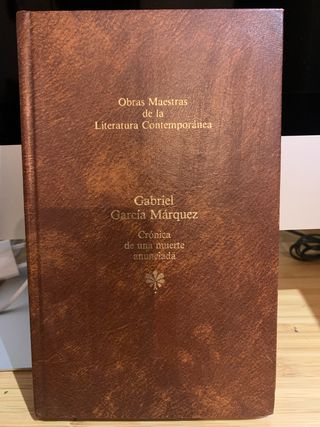 Obras Maestras
de la
Literatura Contemporánea
Gabriel
García Márquez
Crónica
de una muerte
anunciada